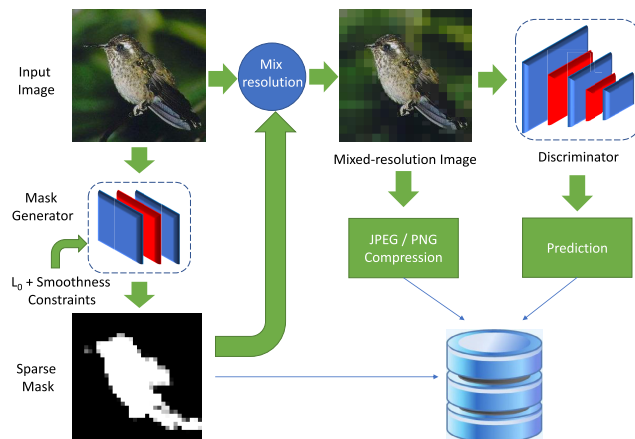 Input
Image
Mix
resolution
Mixed-resolution Image
Discriminator
Mask
Generator
L₀ + Smoothness
Constraints
JPEG / PNG
Compression
Prediction
Sparse
Mask